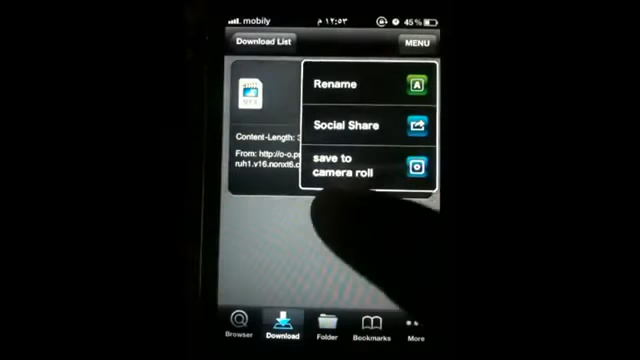 mobily
١٢:٥٣ م
45%
Download List
MENU
Rename
Social Share
save to
camera roll
Content-Length:
From: http://o-o.p
ruh1.v16.nonxt6.c
Browser
Download
Folder
Bookmarks
More